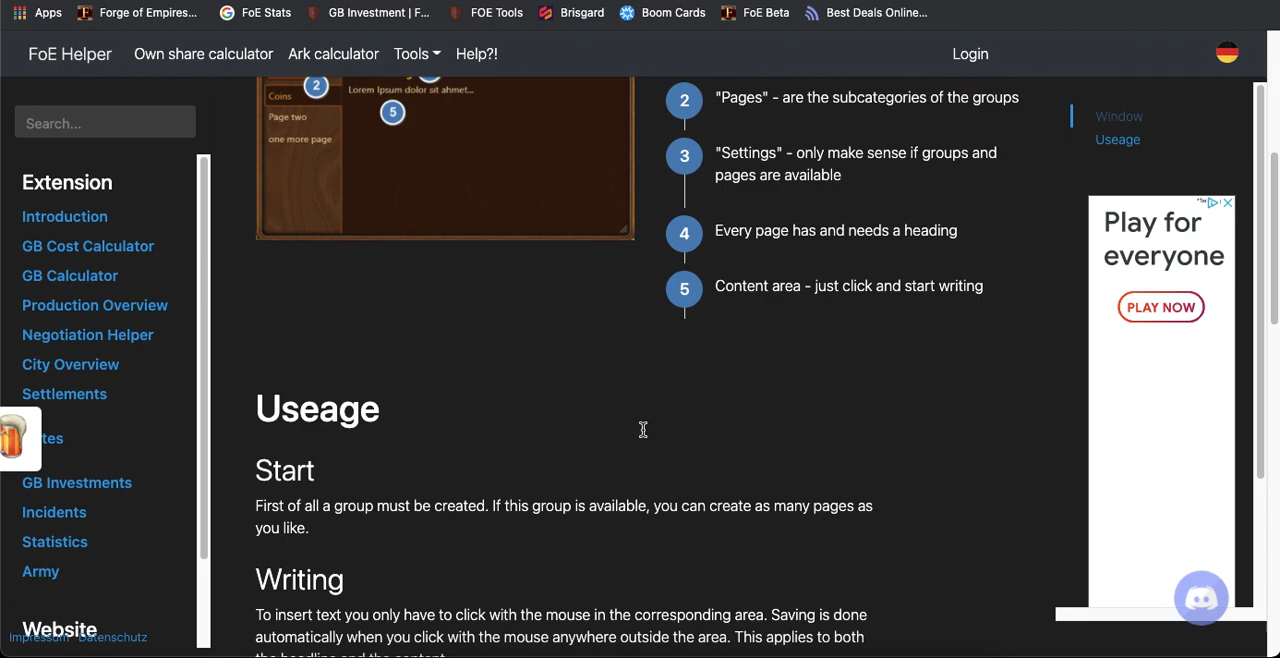 Apps Forge of Empires... FoE Stats GB Investment | F... FOE Tools Brisgard Boom Cards FoE Beta Best Deals Online...
FoE Helper Own share calculator Ark calculator Tools Help?! Login
Search...
Extension
Introduction
GB Cost Calculator
GB Calculator
Production Overview
Negotiation Helper
City Overview
Settlements
tes
GB Investments
Incidents
Statistics
Army
Website
Impressum Datenschutz
Coins
2
Lorem Ipsum dolor sit ahmet...
5
Page two
one more page
2 "Pages" - are the subcategories of the groups
3 "Settings" - only make sense if groups and
pages are available
4 Every page has and needs a heading
5 Content area - just click and start writing
Useage
Start
First of all a group must be created. If this group is available, you can create as many pages as
you like.
Writing
To insert text you only have to click with the mouse in the corresponding area. Saving is done
automatically when you click with the mouse anywhere outside the area. This applies to both
the headline and the content.
Window
Useage
Play for
everyone
PLAY NOW